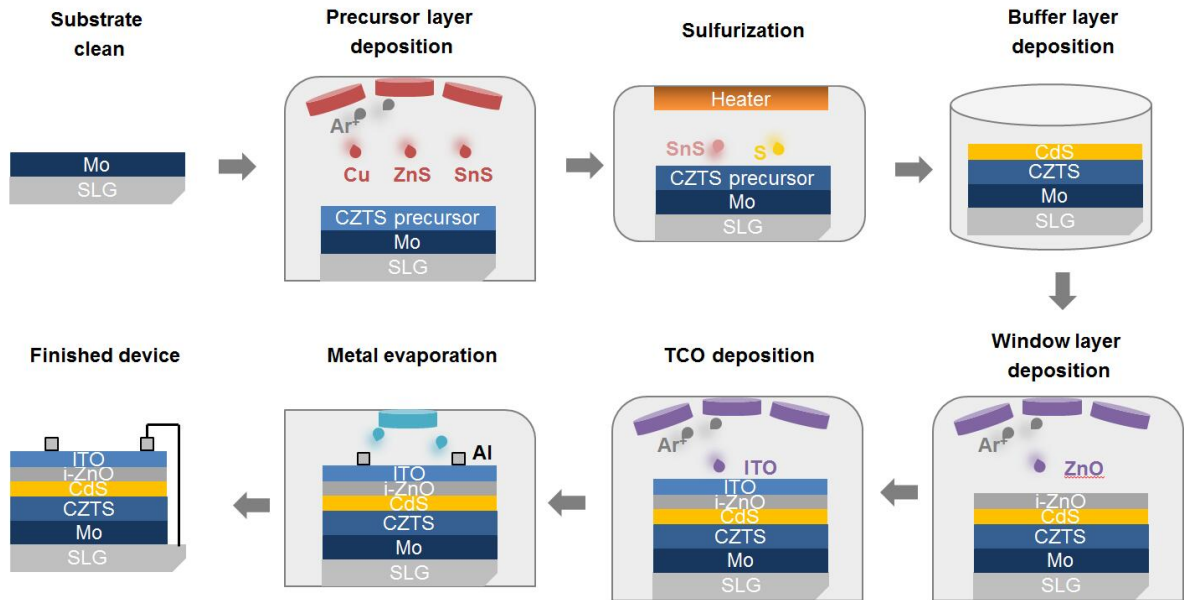 Substrate
clean
Mo
SLG
Precursor layer
deposition
Ar+
Cu ZnS SnS
CZTS precursor
Mo
SLG
Sulfurization
Heater
SnS S
CZTS precursor
Mo
SLG
Buffer layer
deposition
CdS
CZTS
Mo
SLG
Finished device
ITO
i-ZnO
CdS
CZTS
Mo
SLG
Metal evaporation
Al
ITO
i-ZnO
CdS
CZTS
Mo
SLG
TCO deposition
Ar+
ITO
ITO
i-ZnO
CdS
CZTS
Mo
SLG
Window layer
deposition
Ar+
ZnO
i-ZnO
CdS
CZTS
Mo
SLG